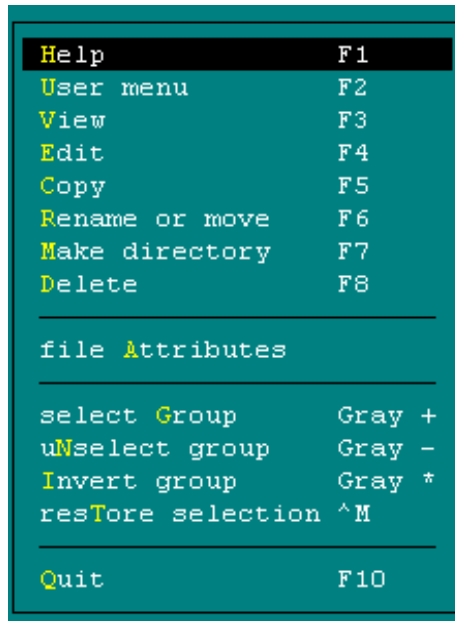 Help F1
User menu F2
View F3
Edit F4
Copy F5
Rename or move F6
Make directory F7
Delete F8
file Attributes
select Group Gray +
uNselect group Gray -
Invert group Gray *
resTore selection ^M
Quit F10